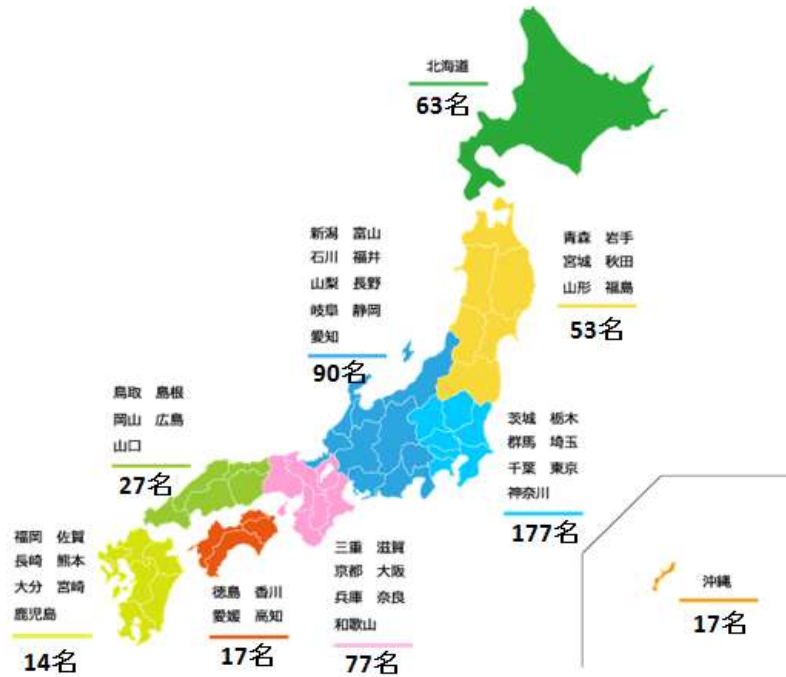 北海道
63名
青森　岩手
宮城　秋田
山形　福島
53名
新潟　富山
石川　福井
山梨　長野
岐阜　静岡
愛知
90名
茨城　栃木
群馬　埼玉
千葉　東京
神奈川
177名
鳥取　島根
岡山　広島
山口
27名
三重　滋賀
京都　大阪
兵庫　奈良
和歌山
77名
徳島　香川
愛媛　高知
17名
福岡　佐賀
長崎　熊本
大分　宮崎
鹿児島
14名
沖縄
17名